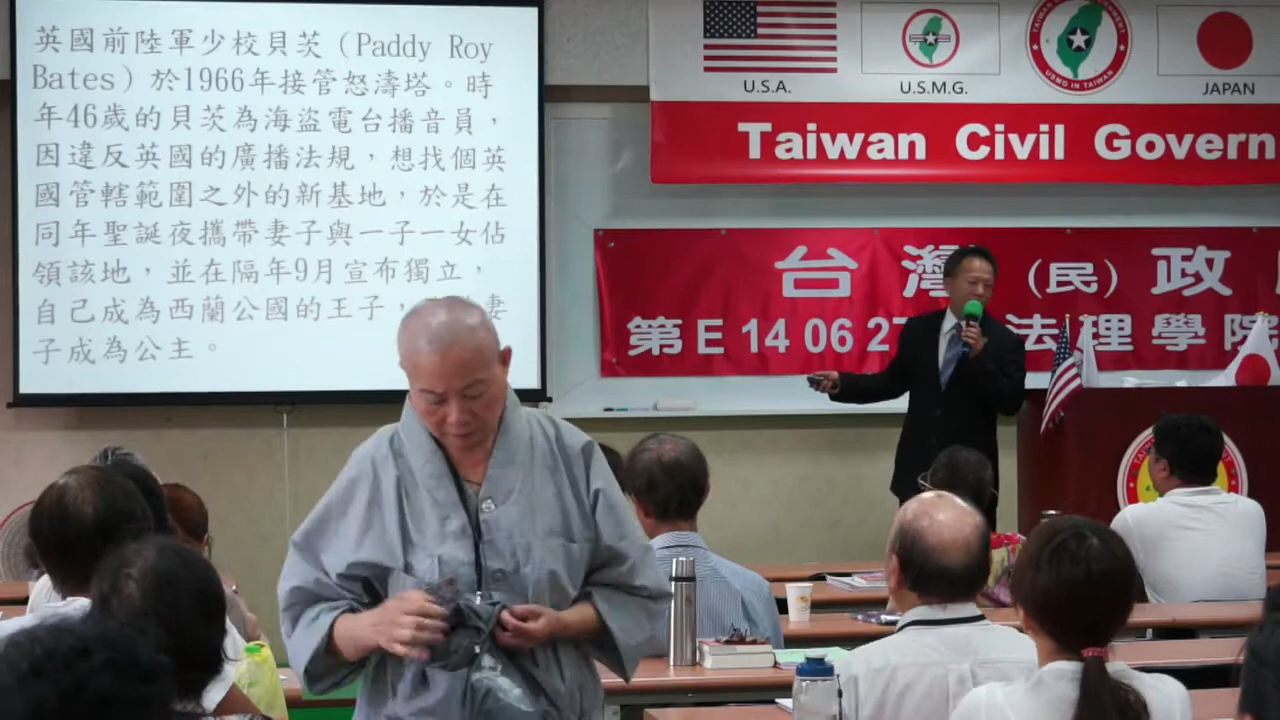 英國前陸軍少校貝茨（Paddy Roy
Bates）於1966年接管怒濤塔。時
年46歲的貝茨為海盜電台播音員，
因違反英國的廣播法規，想找個英
國管轄範圍之外的新基地，於是在
同年聖誕夜攜帶妻子與一子一女佔
領該地，並在隔年9月宣布獨立，
自己成為西蘭公國的王子，
妻
子成為公主。
U.S.A.
U.S.M.G.
USMG IN TAIWAN
JAPAN
Taiwan Civil Govern
台灣（民）政
第E 14 06 27
法理學院